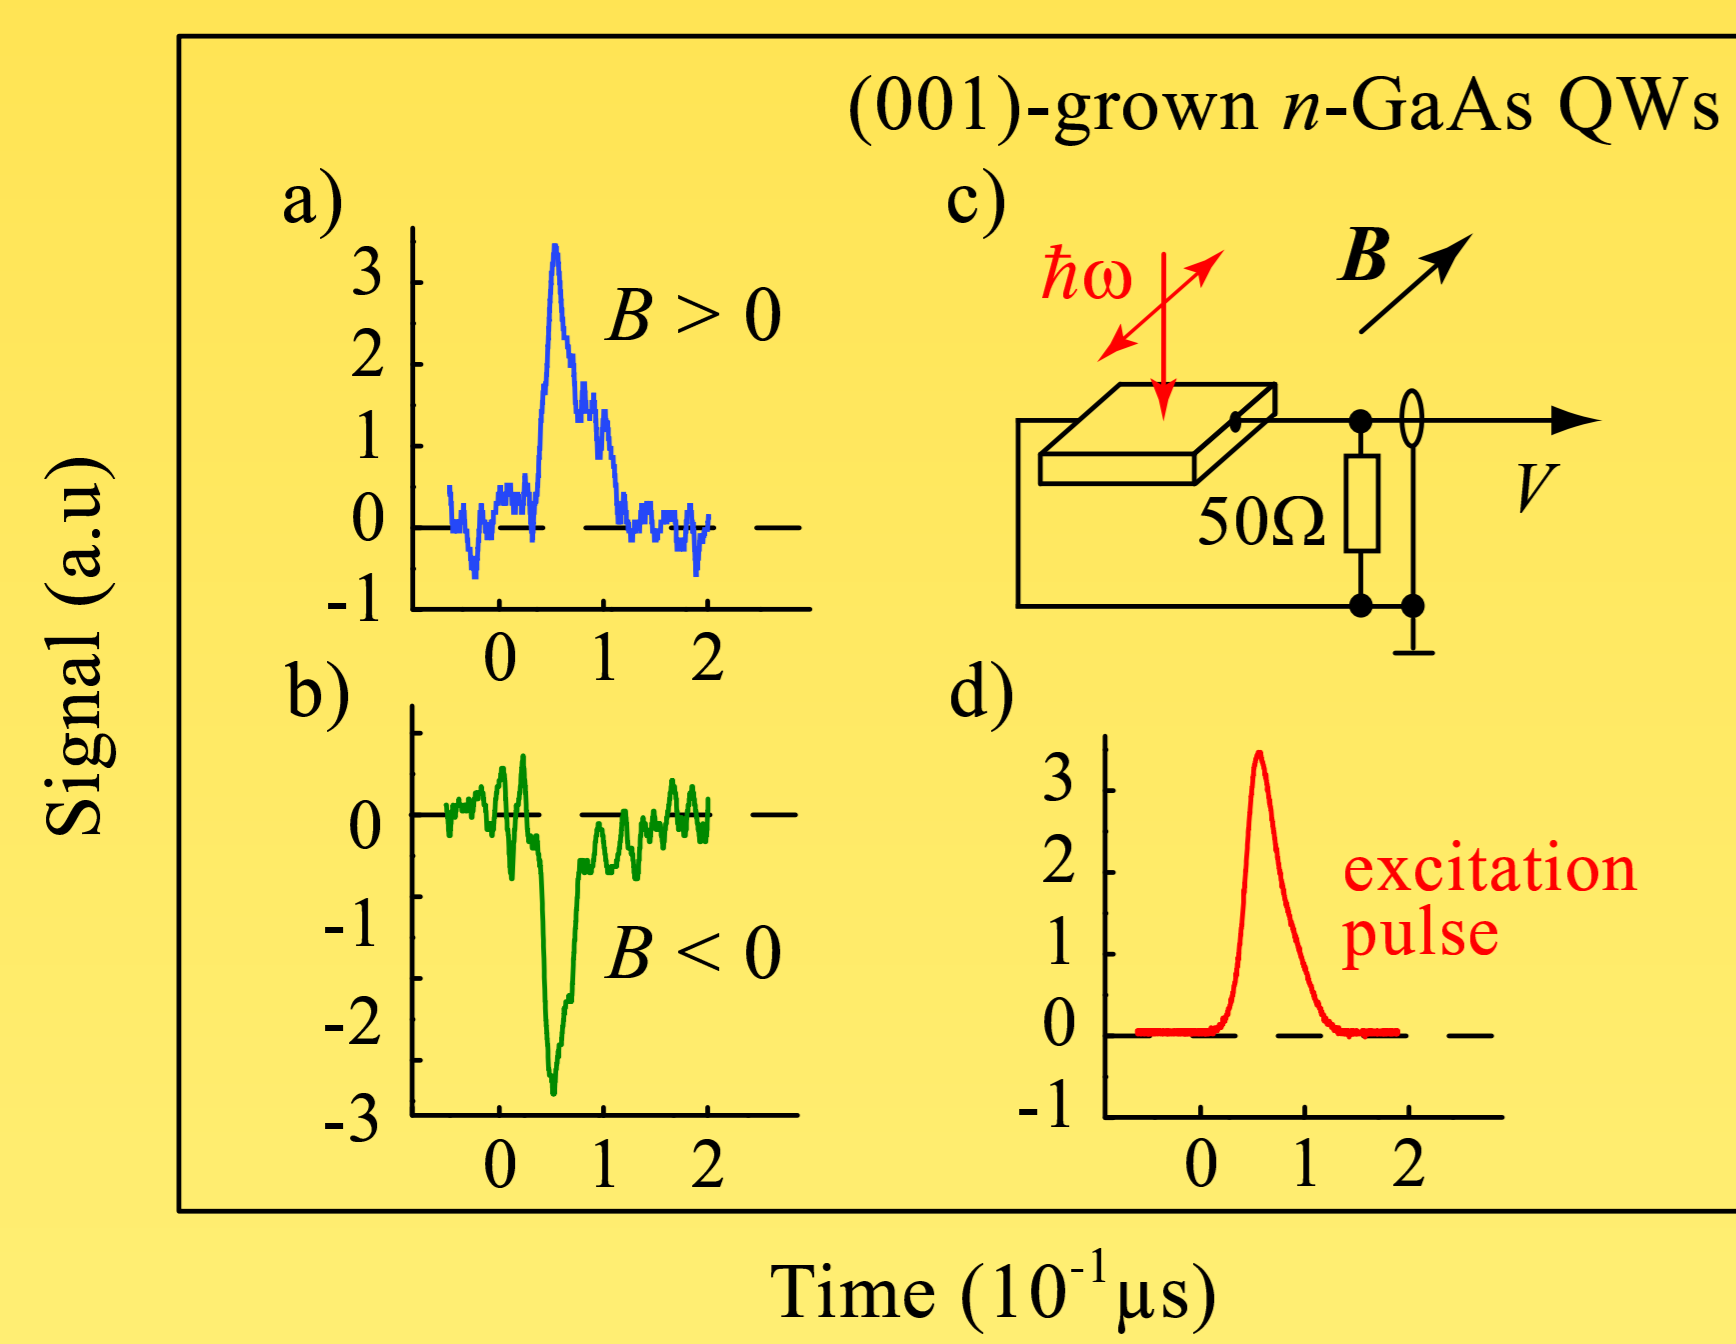 (001)-grown n-GaAs QWs
a)
3
2
1
0
-1
B > 0
0 1 2
b)
0
-1
-2
-3
B < 0
0 1 2
c)
ħω
B
50Ω
V
d)
3
2
1
0
-1
excitation
pulse
0 1 2
Signal (a.u)
Time (10⁻¹µs)